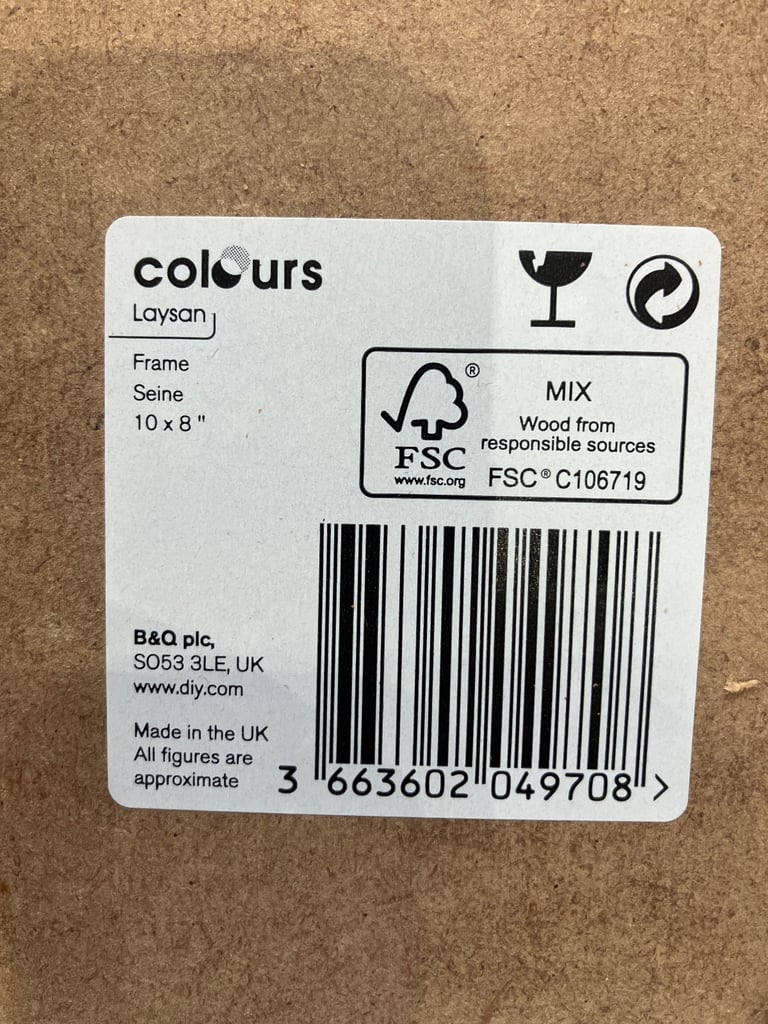 colours
Laysan
Frame
Seine
10 x 8 "
®
MIX
Wood from
responsible sources
FSC
www.fsc.org
FSC® C106719
B&Q plc,
SO53 3LE, UK
www.diy.com
Made in the UK
All figures are
approximate
3 663602 049708 >